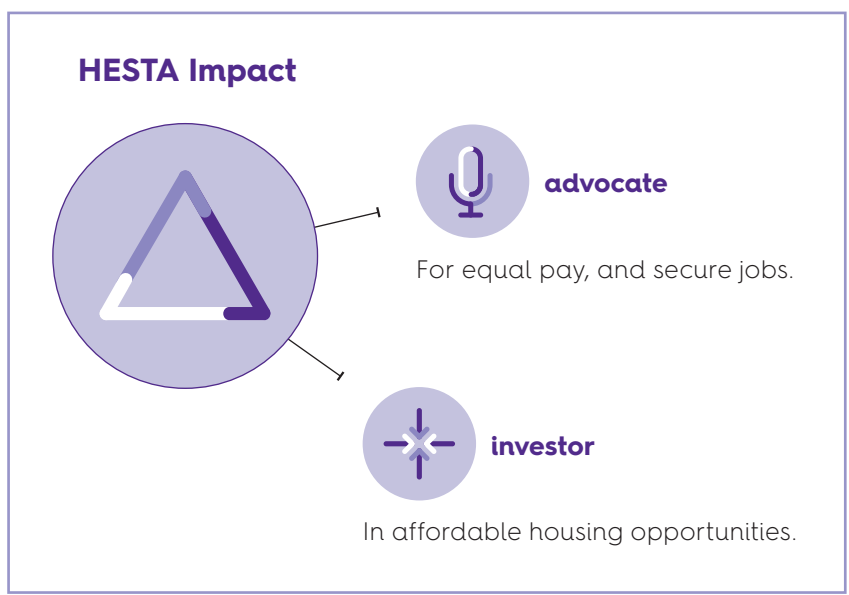 HESTA Impact
advocate
For equal pay, and secure jobs.
investor
In affordable housing opportunities.